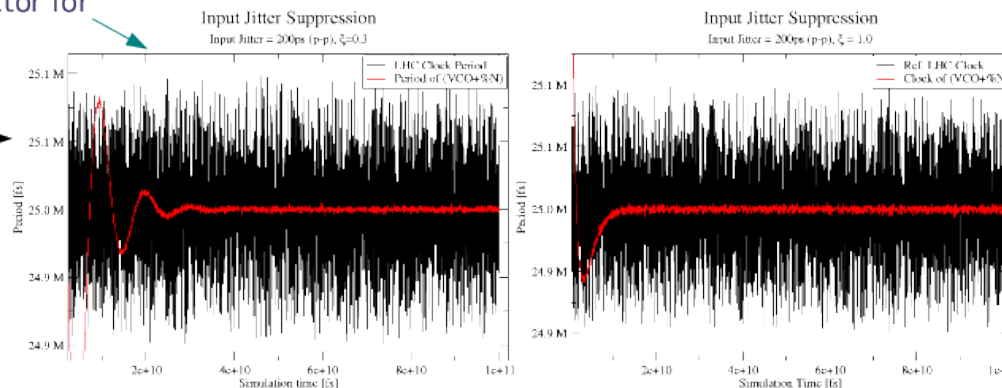 ctor for
Input Jitter Suppression
Input Jitter = 200ps (p-p), ζ=0.3
LHC Clock Period
Period of (VCO+%N)
25.1 M
25.1 M
25.0 M
24.9 M
24.9 M
Period [fs]
2e+10
4e+10
6e+10
8e+10
1e+11
Simulation time [fs]
Input Jitter Suppression
Input Jitter = 200ps (p-p), ζ = 1.0
Ref. LHC Clock
Clock of (VCO+%N
25.1 M
25.1 M
25.0 M
24.9 M
24.9 M
Period [fs]
2e+10
4e+10
6e+10
8e+10
Simulation Time [fs]